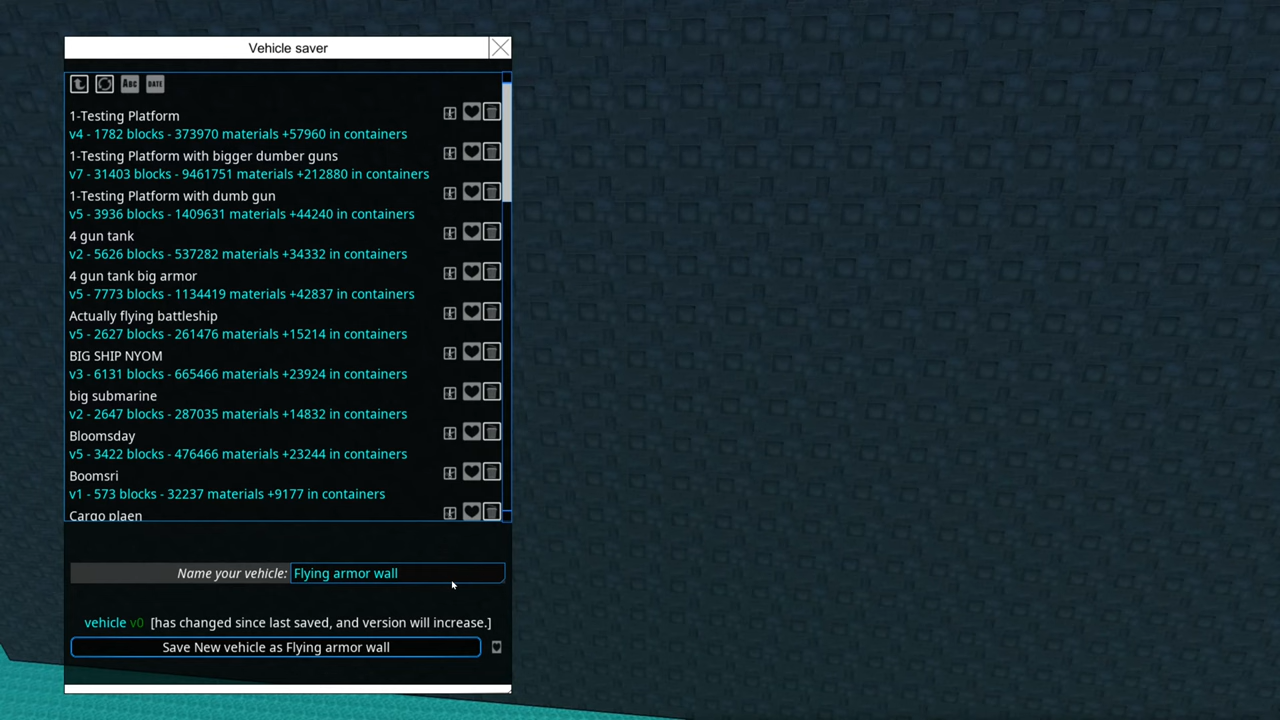 Vehicle saver
ABC DATE
1-Testing Platform
v4 - 1782 blocks - 373970 materials +57960 in containers
1-Testing Platform with bigger dumber guns
v7 - 31403 blocks - 9461751 materials +212880 in containers
1-Testing Platform with dumb gun
v5 - 3936 blocks - 1409631 materials +44240 in containers
4 gun tank
v2 - 5626 blocks - 537282 materials +34332 in containers
4 gun tank big armor
v5 - 7773 blocks - 1134419 materials +42837 in containers
Actually flying battleship
v5 - 2627 blocks - 261476 materials +15214 in containers
BIG SHIP NYOM
v3 - 6131 blocks - 665466 materials +23924 in containers
big submarine
v2 - 2647 blocks - 287035 materials +14832 in containers
Bloomsday
v5 - 3422 blocks - 476466 materials +23244 in containers
Boomsri
v1 - 573 blocks - 32237 materials +9177 in containers
Cargo plaen
Name your vehicle: Flying armor wall
vehicle v0 [has changed since last saved, and version will increase.]
Save New vehicle as Flying armor wall